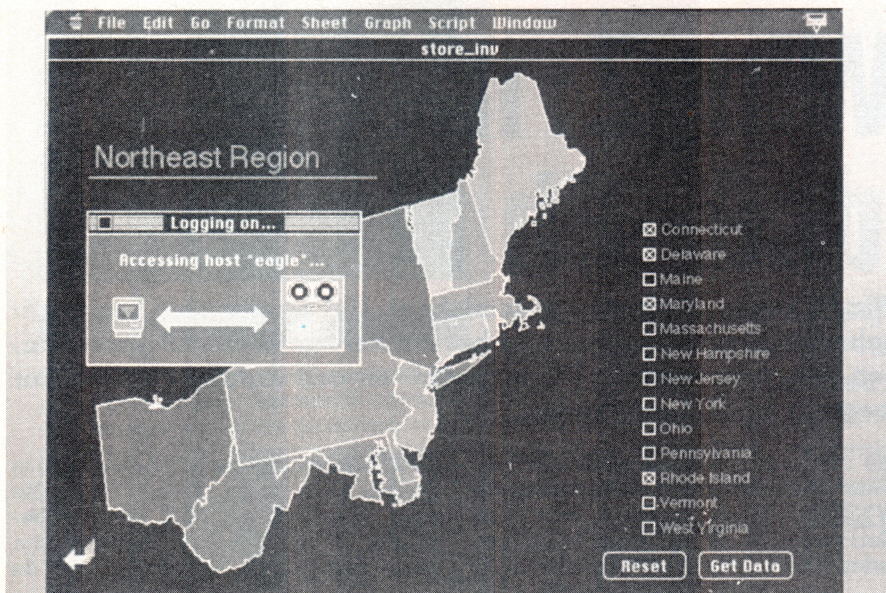 File Edit Go Format Sheet Graph Script Window
store_inv
Northeast Region
Logging on...
Accessing host "eagle"...
Connecticut
Delaware
Maine
Maryland
Massachusetts
New Hampshire
New Jersey
New York
Ohio
Pennsylvania
Rhode Island
Vermont
West Virginia
Reset Get Data